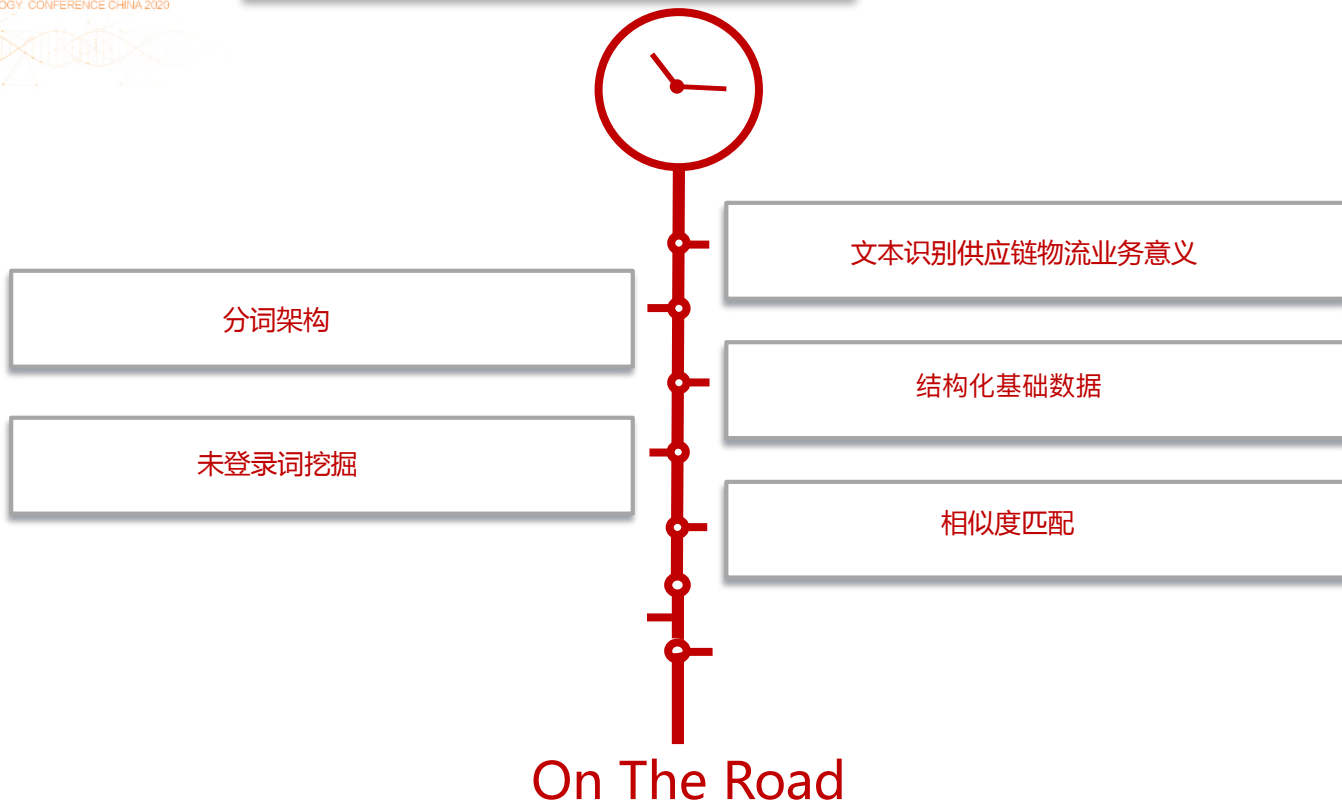 OGY CONFERENCE CHINA 2020
文本识别供应链物流业务意义
分词架构
结构化基础数据
未登录词挖掘
相似度匹配
On The Road